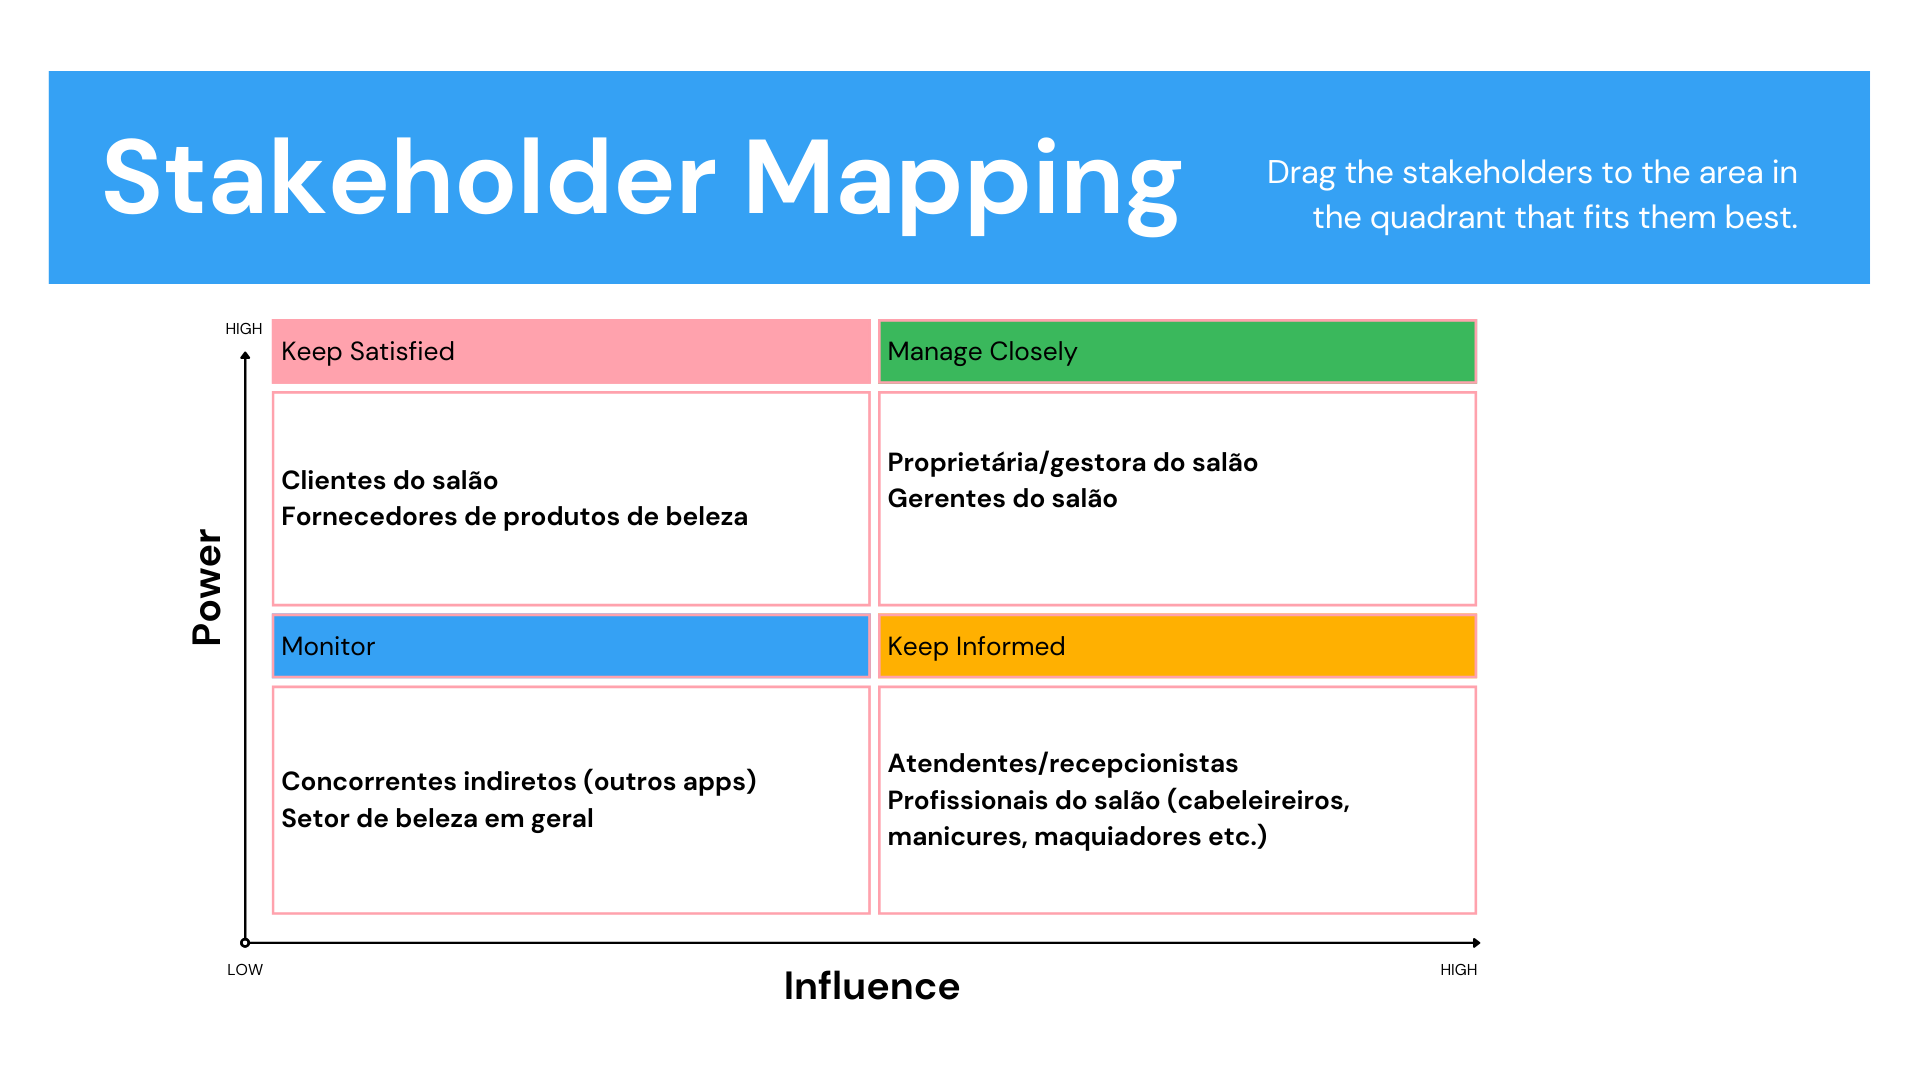 Stakeholder Mapping
Drag the stakeholders to the area in
the quadrant that fits them best.
HIGH
Keep Satisfied
Manage Closely
Clientes do salão
Fornecedores de produtos de beleza
Proprietária/gestora do salão
Gerentes do salão
Power
Monitor
Keep Informed
Concorrentes indiretos (outros apps)
Setor de beleza em geral
Atendentes/recepcionistas
Profissionais do salão (cabeleireiros,
manicures, maquiadores etc.)
LOW
HIGH
Influence